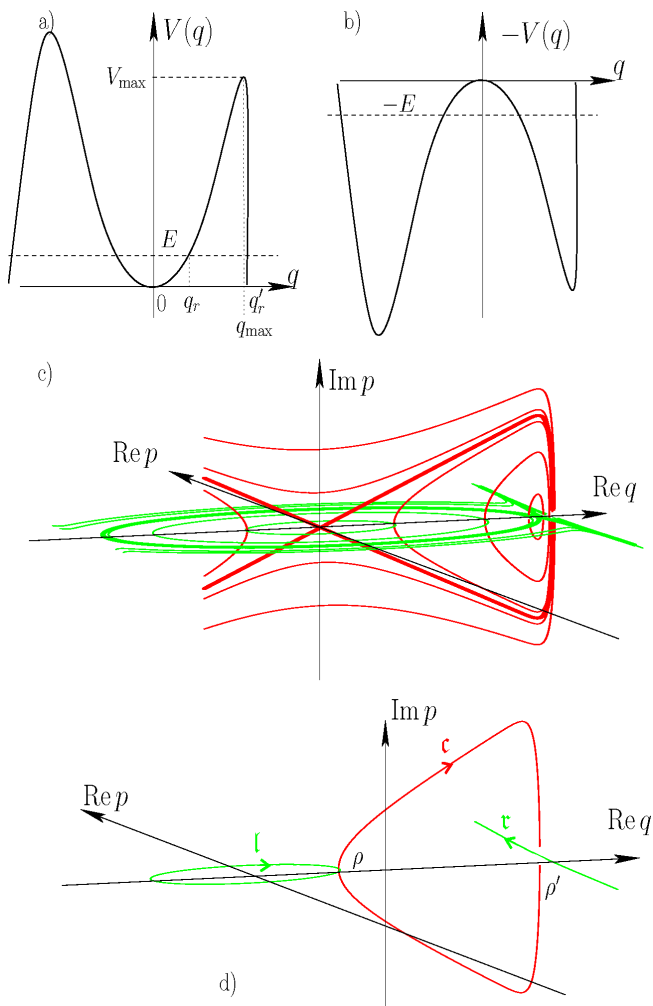 a)
V(q)
V_max
E
q
0
q_r
q'_r
q_max
b)
−V(q)
q
−E
c)
Im p
Re p
Re q
Im p
Re p
𝔠
𝔯
Re q
𝔩
ρ
ρ′
d)